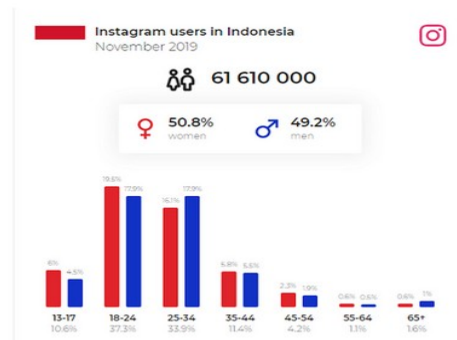 Instagram users in Indonesia
November 2019
61 610 000
50.8% 49.2%
women men
19.5% 17.9% 16.1% 17.9%
6% 4.5% 5.8% 5.6% 2.3% 1.9% 0.6% 0.6% 0.6% 1%
13-17 18-24 25-34 35-44 45-54 55-64 65+
10.6% 37.3% 33.9% 11.4% 4.2% 1.1% 1.6%